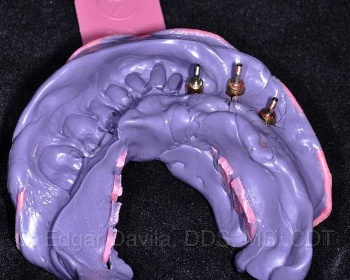 Edgar Davila, DDS, MS, CDT